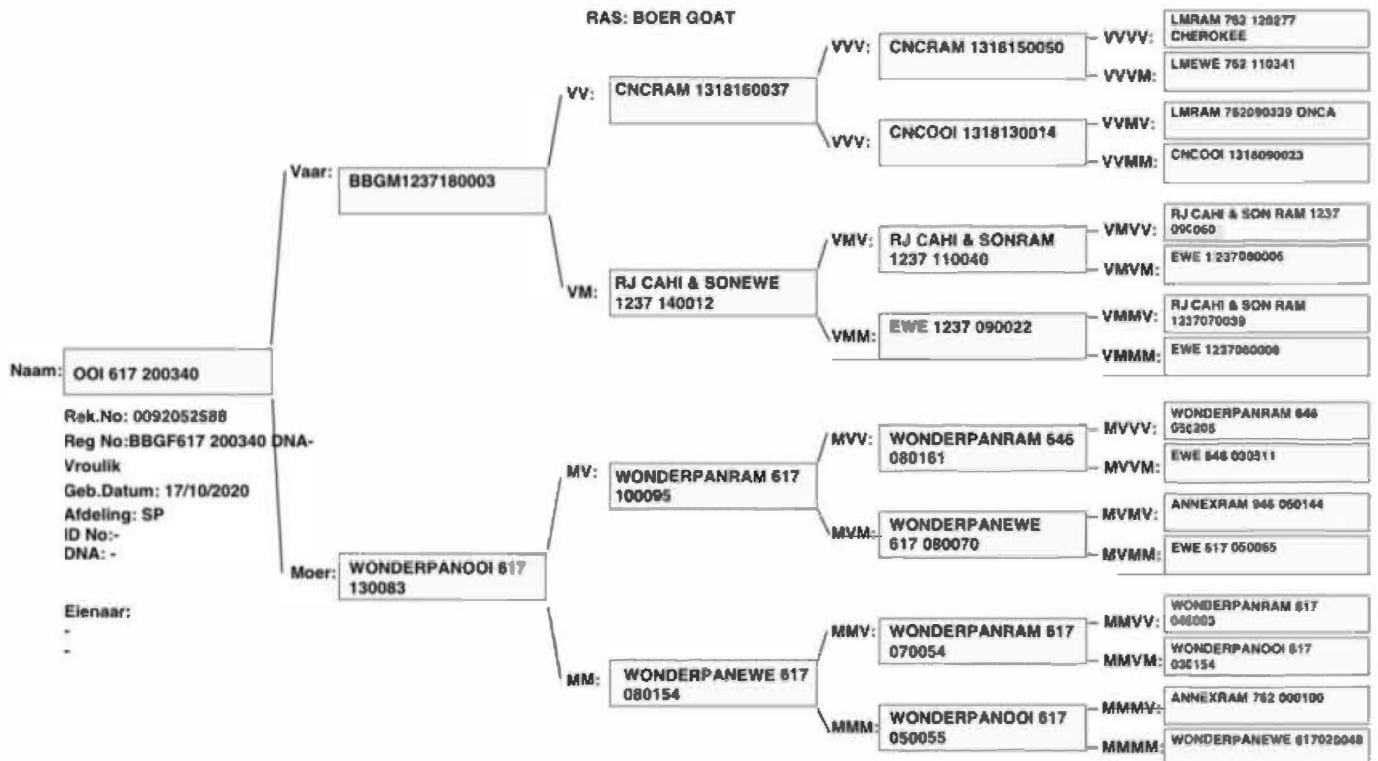 RAS: BOER GOAT
Naam:
OOI 617 200340
Rek.No: 0092052588
Reg No:BBGF617 200340 DNA-
Vroulik
Geb.Datum: 17/10/2020
Afdeling: SP
ID No:-
DNA: -
Eienaar:
-
-
Vaar:
BBGM1237180003
Moer:
WONDERPANOOI 617
130083
VV:
CNCRAM 1318160037
VM:
RJ CAHI & SONEWE
1237 140012
MV:
WONDERPANRAM 617
100095
MM:
WONDERPANEWE 617
080154
VVV:
CNCRAM 1318150050
VVV:
CNCOOI 1318130014
VMV:
RJ CAHI & SONRAM
1237 110040
VMM:
EWE 1237 090022
MVV:
WONDERPANRAM 646
080161
MVM:
WONDERPANEWE
617 080070
MMV:
WONDERPANRAM 617
070054
MMM:
WONDERPANOOI 617
050055
VVVV:
LMRAM 762 120277
CHEROKEE
VVVM:
LMEWE 762 110341
VVMV:
LMRAM 762090339 ONCA
VVMM:
CNCOOI 1318090023
VMVV:
RJ CAHI & SON RAM 1237
090060
VMVM:
EWE 1237080006
VMMV:
RJ CAHI & SON RAM
1237070039
VMMM:
EWE 1237060008
MVVV:
WONDERPANRAM 646
MVVM:
EWE 646 030511
MVMV:
ANNEXRAM 946 060144
MVMM:
EWE 617 050065
MMVV:
WONDERPANRAM 617
MMVM:
WONDERPANOOI 617
030154
MMMV:
ANNEXRAM 762 000100
MMMM:
WONDERPANEWE 617020048